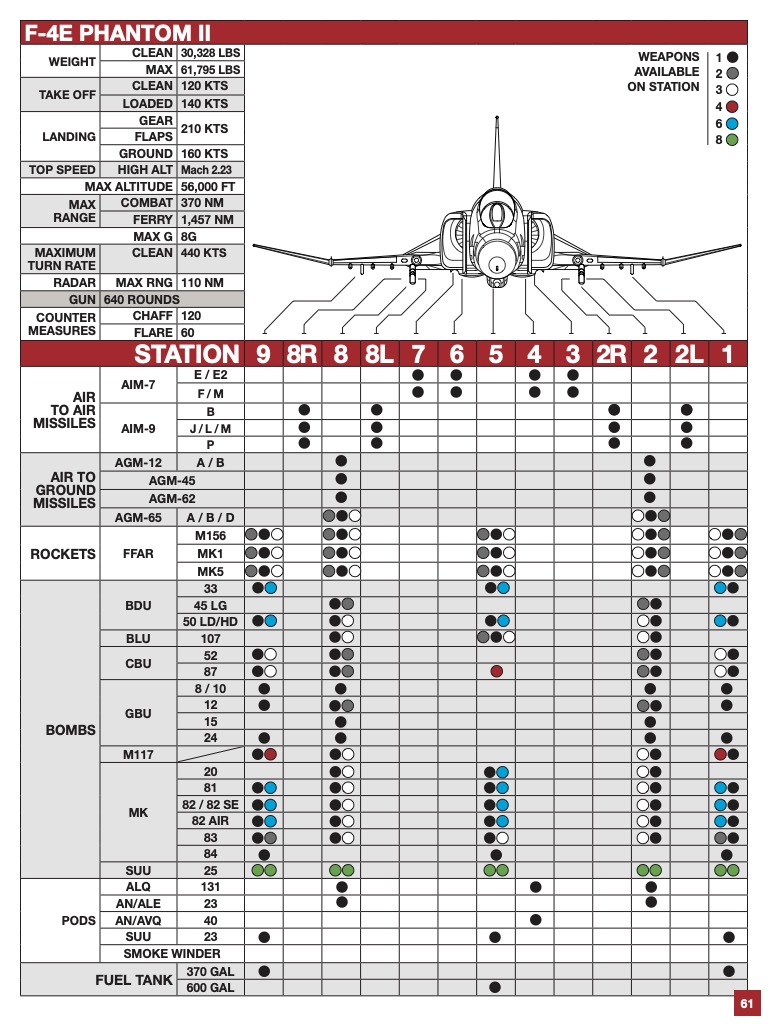 F-4E PHANTOM II
WEIGHT CLEAN 30,328 LBS
MAX 61,795 LBS
TAKE OFF CLEAN 120 KTS
LOADED 140 KTS
LANDING GEAR
FLAPS 210 KTS
GROUND 160 KTS
TOP SPEED HIGH ALT Mach 2.23
MAX ALTITUDE 56,000 FT
MAX RANGE COMBAT 370 NM
FERRY 1,457 NM
MAX G 8G
MAXIMUM TURN RATE CLEAN 440 KTS
RADAR MAX RNG 110 NM
GUN 640 ROUNDS
COUNTER MEASURES CHAFF 120
FLARE 60
WEAPONS 1
AVAILABLE 2
ON STATION 3
4
6
8
STATION 9 8R 8 8L 7 6 5 4 3 2R 2 2L 1
AIR TO AIR MISSILES
AIM-7 E / E2
F / M
AIM-9 B
J / L / M
P
AIR TO GROUND MISSILES
AGM-12 A / B
AGM-45
AGM-62
AGM-65 A / B / D
ROCKETS FFAR M156
MK1
MK5
BOMBS
BDU 33
45 LG
50 LD/HD
BLU 107
CBU 52
87
GBU 8 / 10
12
15
24
M117
MK 20
81
82 / 82 SE
82 AIR
83
84
SUU 25
PODS
ALQ 131
AN/ALE 23
AN/AVQ 40
SUU 23
SMOKE WINDER
FUEL TANK 370 GAL
600 GAL
61